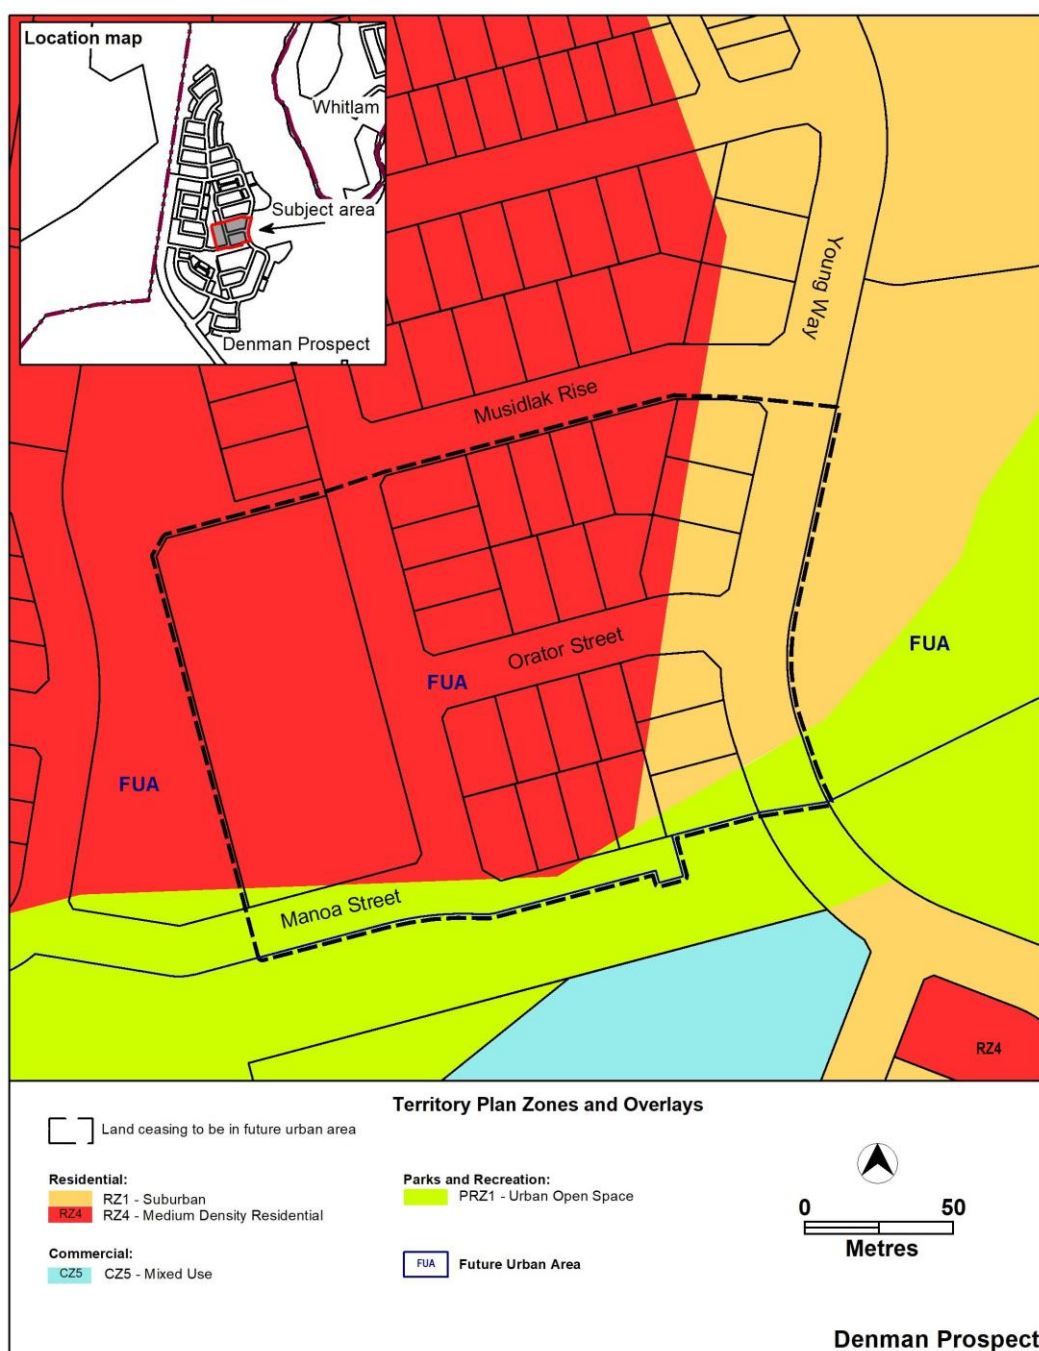 Location map
Whitlam
Subject area
Denman Prospect
Young Way
Musidlak Rise
Orator Street
FUA
FUA
FUA
Manoa Street
RZ4
Territory Plan Zones and Overlays
Land ceasing to be in future urban area
Residential:
RZ1 - Suburban
RZ4 RZ4 - Medium Density Residential
Commercial:
CZ5 CZ5 - Mixed Use
Parks and Recreation:
PRZ1 - Urban Open Space
FUA Future Urban Area
0 50
Metres
Denman Prospect